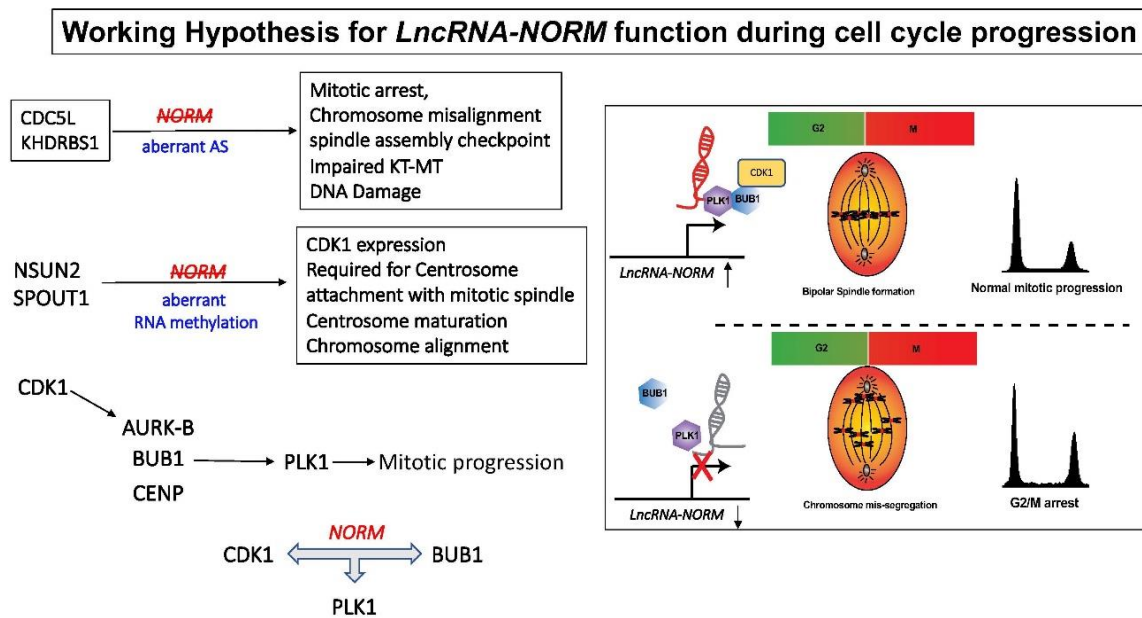 Working Hypothesis for LncRNA-NORM function during cell cycle progression
CDC5L
KHDRBS1
NORM
aberrant AS
Mitotic arrest,
Chromosome misalignment
spindle assembly checkpoint
Impaired KT-MT
DNA Damage
NSUN2
SPOUT1
NORM
aberrant
RNA methylation
CDK1 expression
Required for Centrosome
attachment with mitotic spindle
Centrosome maturation
Chromosome alignment
CDK1
AURK-B
BUB1
CENP
PLK1
Mitotic progression
NORM
CDK1
BUB1
PLK1
G2
M
CDK1
PLK1
BUB1
LncRNA-NORM
Bipolar Spindle formation
Normal mitotic progression
G2
M
BUB1
PLK1
LncRNA-NORM
Chromosome mis-segregation
G2/M arrest